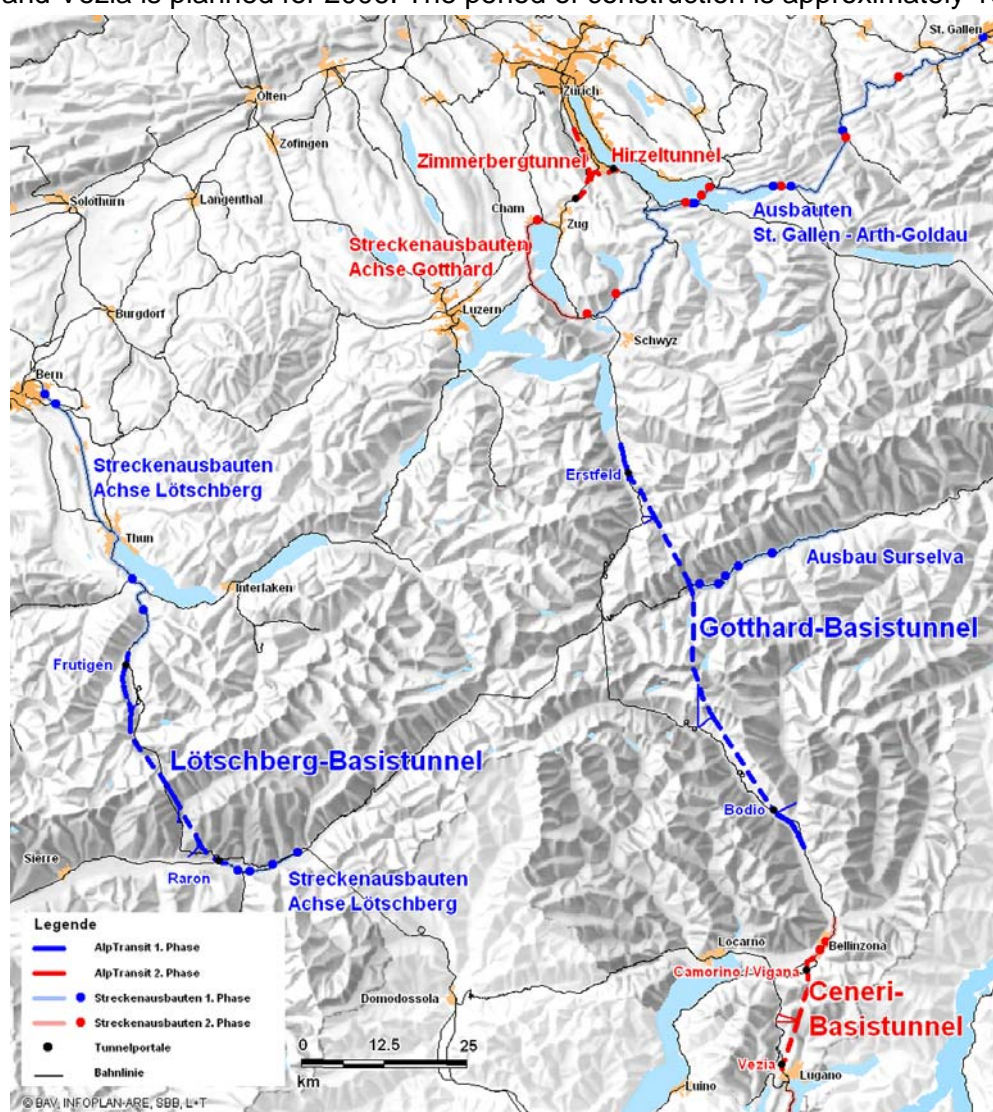 and Vezia is planned for The period of construction is approximately
St. Gallen
Olten
Zürich
Zofingen
Zimmerbergtunnel
Hirzeltunnel
Solothurn
Langenthal
Cham
Zug
Ausbauten
St. Gallen - Arth-Goldau
Streckenausbauten
Achse Gotthard
Burgdorf
Luzern
Schwyz
Bern
Streckenausbauten
Achse Lötschberg
Erstfeld
Thun
Ausbau Surselva
Interlaken
Gotthard-Basistunnel
Frutigen
Lötschberg-Basistunnel
Bodio
Sierre
Raron
Streckenausbauten
Achse Lötschberg
Legende
AlpTransit 1. Phase
AlpTransit 2. Phase
Streckenausbauten 1. Phase
Streckenausbauten 2. Phase
Tunnelportale
Bahnlinie
Locarno
Bellinzona
Camorino / Vigana
Domodossola
Ceneri-
Basistunnel
0 12.5 25
km
Vezia
Lugano
Luino
© BAV, INFOPLAN-ARE, SBB, L+T